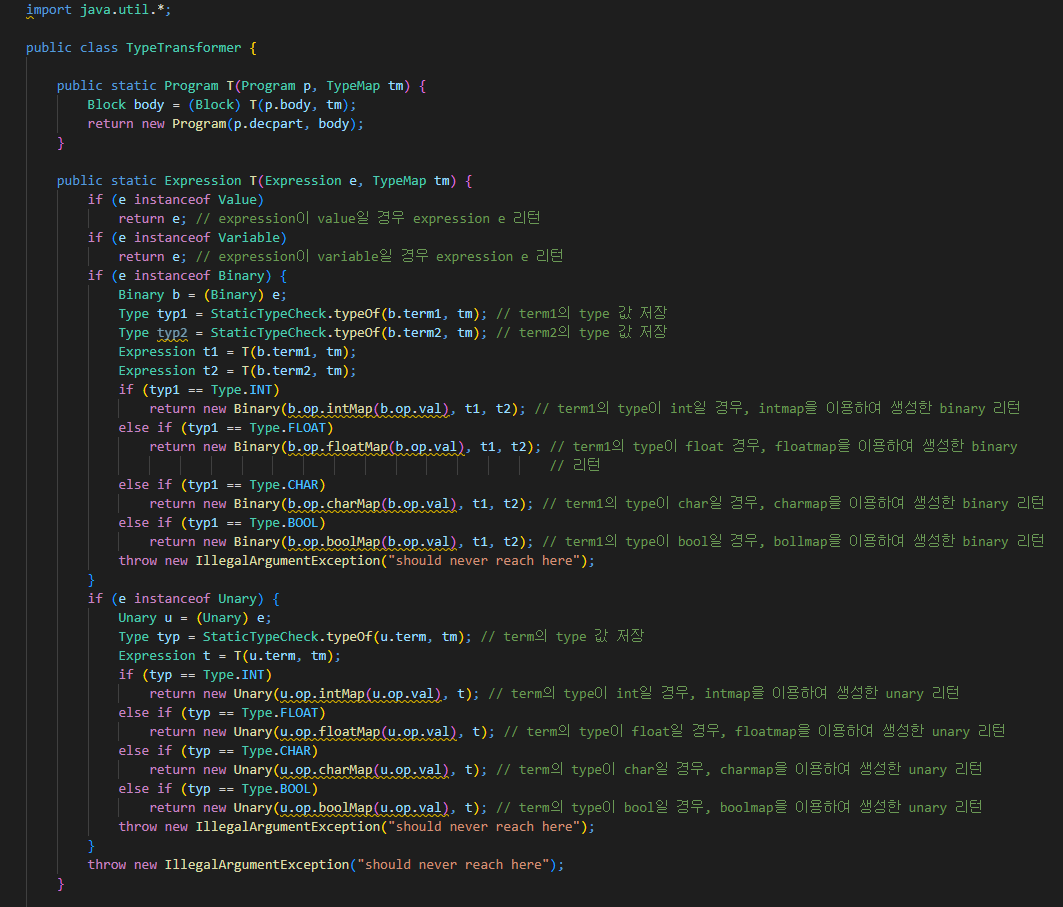 import java.util.*;
public class TypeTransformer {
public static Program T(Program p, TypeMap tm) {
Block body = (Block) T(p.body, tm);
return new Program(p.decpart, body);
}
public static Expression T(Expression e, TypeMap tm) {
if (e instanceof Value)
return e; // expression이 value일 경우 expression e 리턴
if (e instanceof Variable)
return e; // expression이 variable일 경우 expression e 리턴
if (e instanceof Binary) {
Binary b = (Binary) e;
Type typ1 = StaticTypeCheck.typeOf(b.term1, tm); // term1의 type 값 저장
Type typ2 = StaticTypeCheck.typeOf(b.term2, tm); // term2의 type 값 저장
Expression t1 = T(b.term1, tm);
Expression t2 = T(b.term2, tm);
if (typ1 == Type.INT)
return new Binary(b.op.intMap(b.op.val), t1, t2); // term1의 type이 int일 경우, intmap을 이용하여 생성한 binary 리턴
else if (typ1 == Type.FLOAT)
return new Binary(b.op.floatMap(b.op.val), t1, t2); // term1의 type이 float 경우, floatmap을 이용하여 생성한 binary
// 리턴
else if (typ1 == Type.CHAR)
return new Binary(b.op.charMap(b.op.val), t1, t2); // term1의 type이 char일 경우, charmap을 이용하여 생성한 binary 리턴
else if (typ1 == Type.BOOL)
return new Binary(b.op.boolMap(b.op.val), t1, t2); // term1의 type이 bool일 경우, bollmap을 이용하여 생성한 binary 리턴
throw new IllegalArgumentException("should never reach here");
}
if (e instanceof Unary) {
Unary u = (Unary) e;
Type typ = StaticTypeCheck.typeOf(u.term, tm); // term의 type 값 저장
Expression t = T(u.term, tm);
if (typ == Type.INT)
return new Unary(u.op.intMap(u.op.val), t); // term의 type이 int일 경우, intmap을 이용하여 생성한 unary 리턴
else if (typ == Type.FLOAT)
return new Unary(u.op.floatMap(u.op.val), t); // term의 type이 float일 경우, floatmap을 이용하여 생성한 unary 리턴
else if (typ == Type.CHAR)
return new Unary(u.op.charMap(u.op.val), t); // term의 type이 char일 경우, charmap을 이용하여 생성한 unary 리턴
else if (typ == Type.BOOL)
return new Unary(u.op.boolMap(u.op.val), t); // term의 type이 bool일 경우, boolmap을 이용하여 생성한 unary 리턴
throw new IllegalArgumentException("should never reach here");
}
throw new IllegalArgumentException("should never reach here");
}